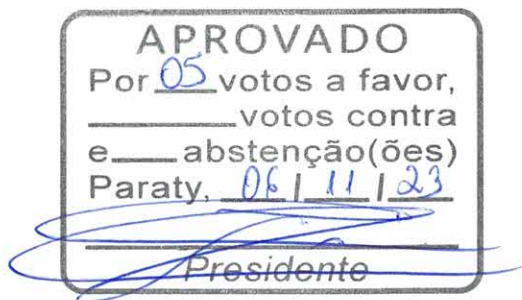 APROVADO
Por 05 votos a favor,
votos contra
e abstenção(ões)
Paraty, 06 / 11 / 23
Presidente